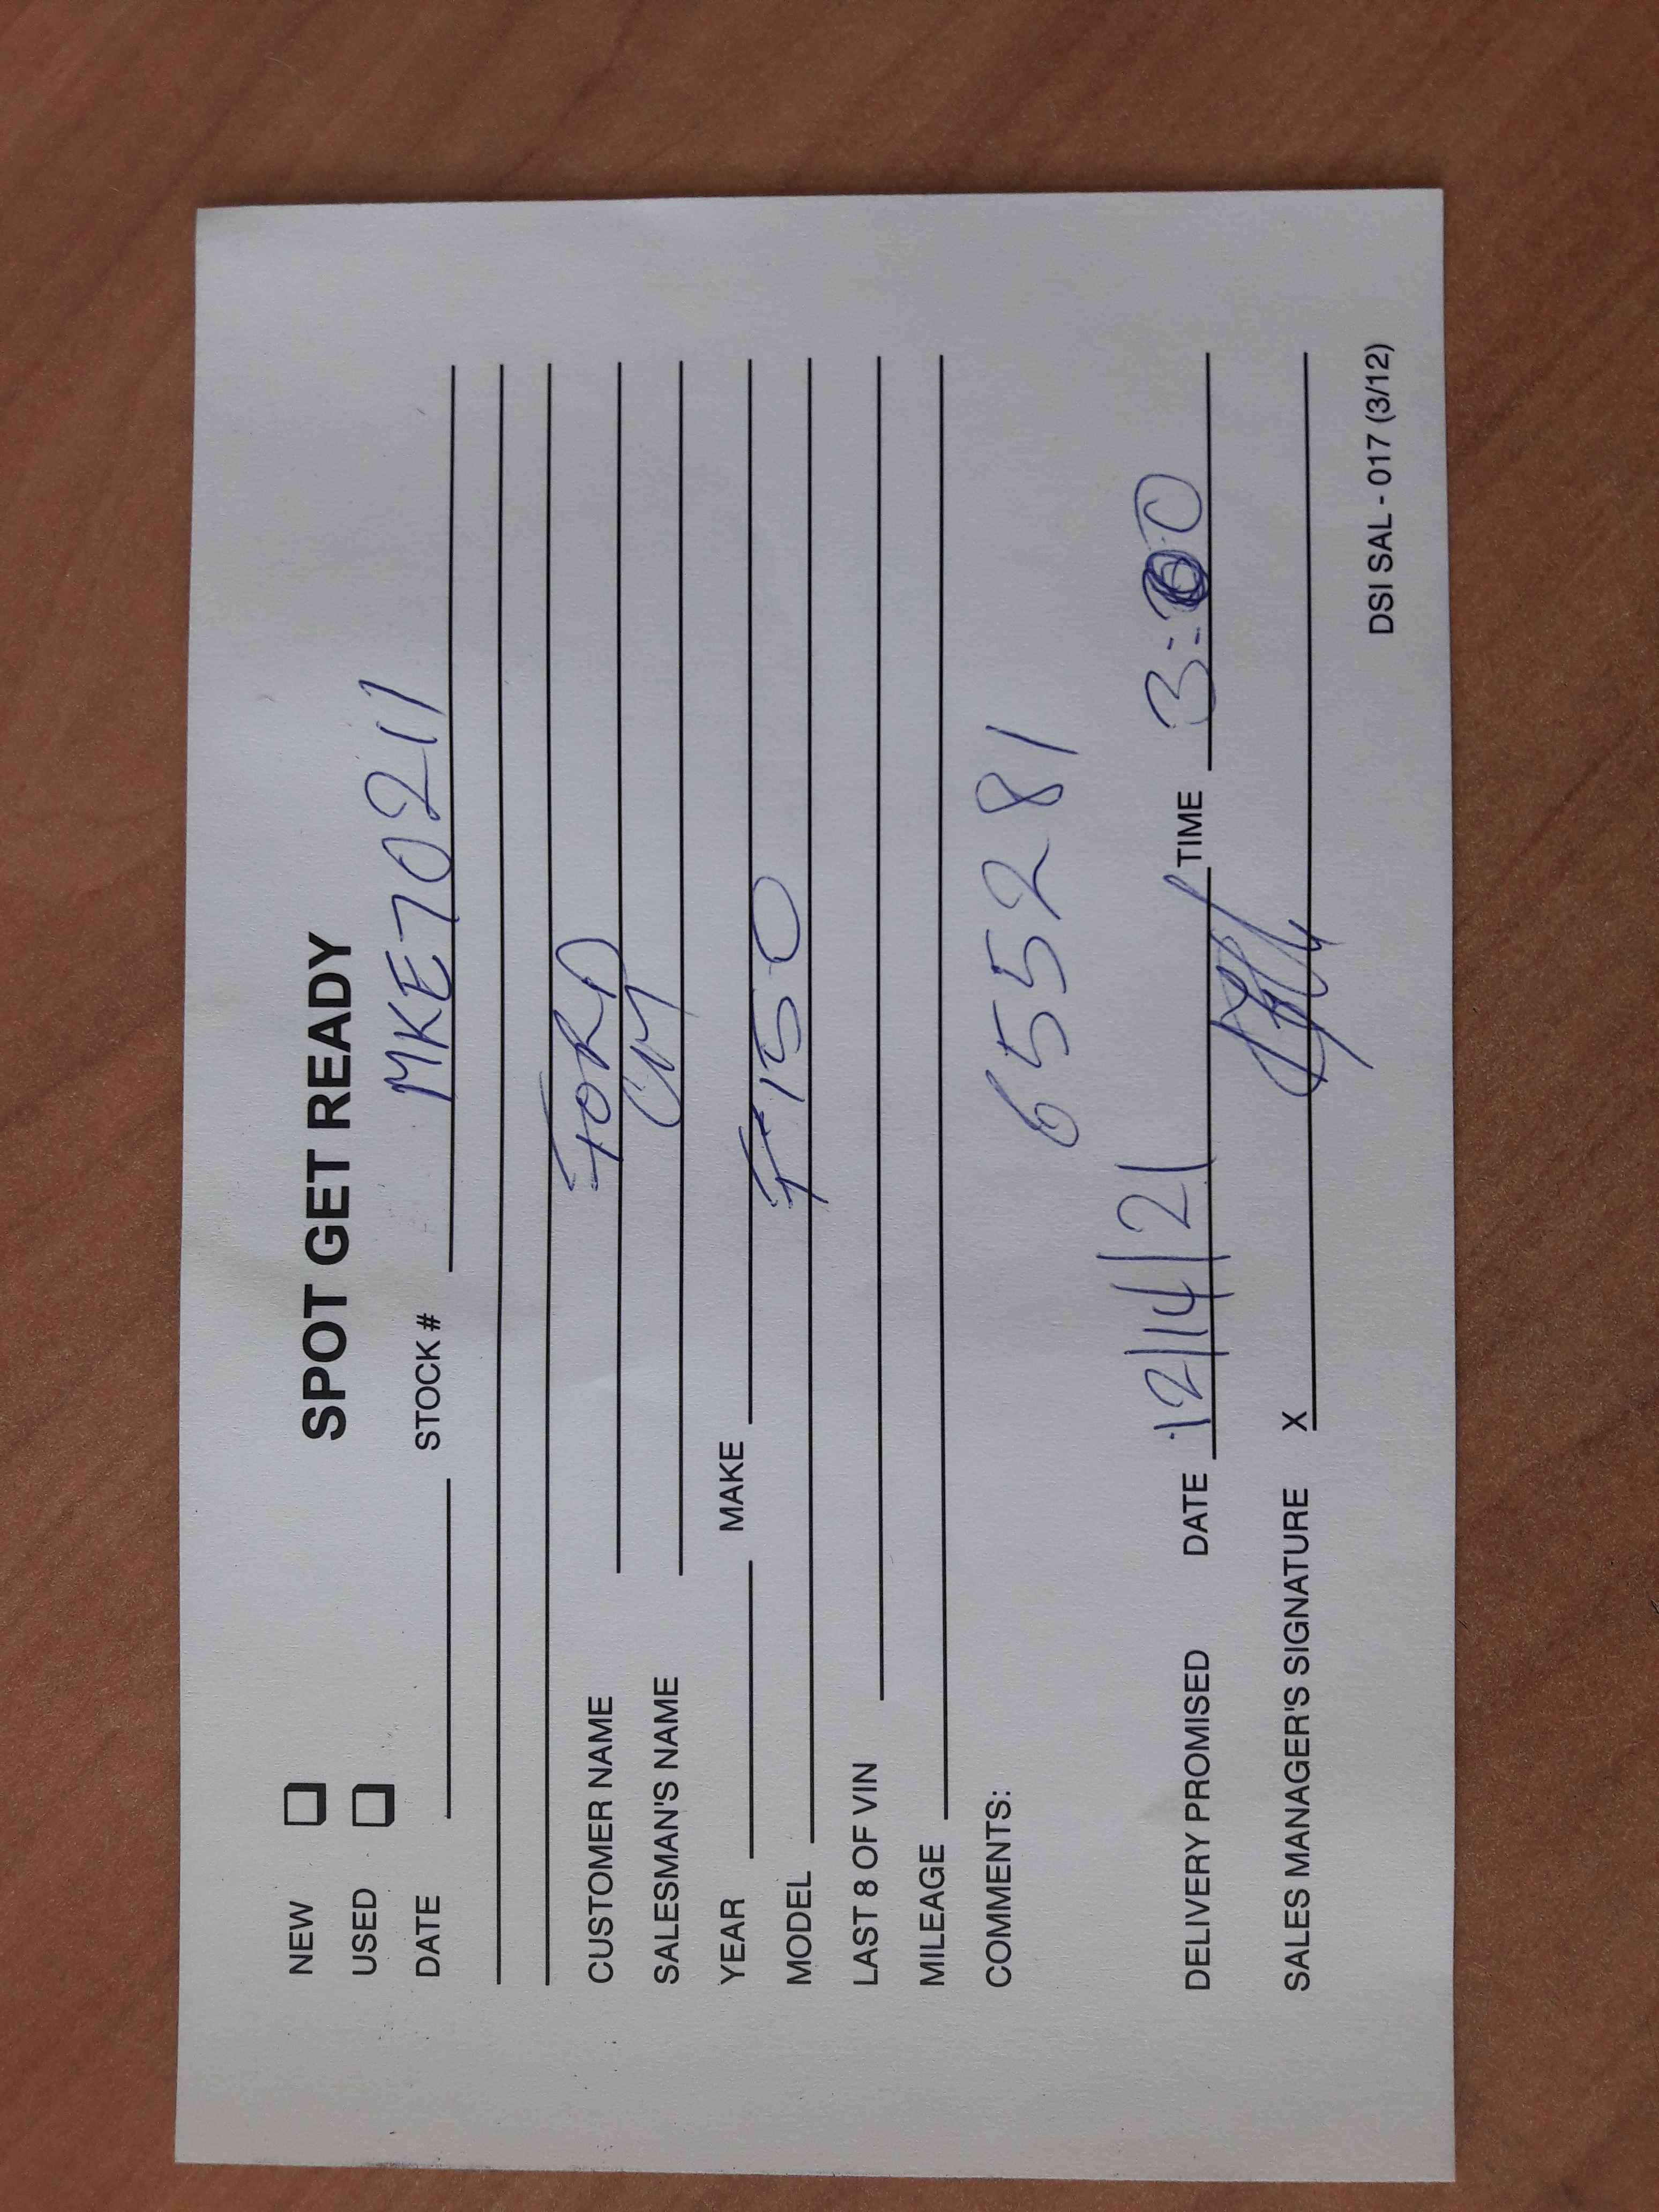 SPOT GET READY
NEW
USED
DATE STOCK # MKE70211
CUSTOMER NAME FORD
SALESMAN'S NAME
YEAR MAKE F150
MODEL
LAST 8 OF VIN
MILEAGE
COMMENTS: 655281
DELIVERY PROMISED DATE 12/14/21 TIME 3:00
SALES MANAGER'S SIGNATURE X
DSI SAL - 017 (3/12)